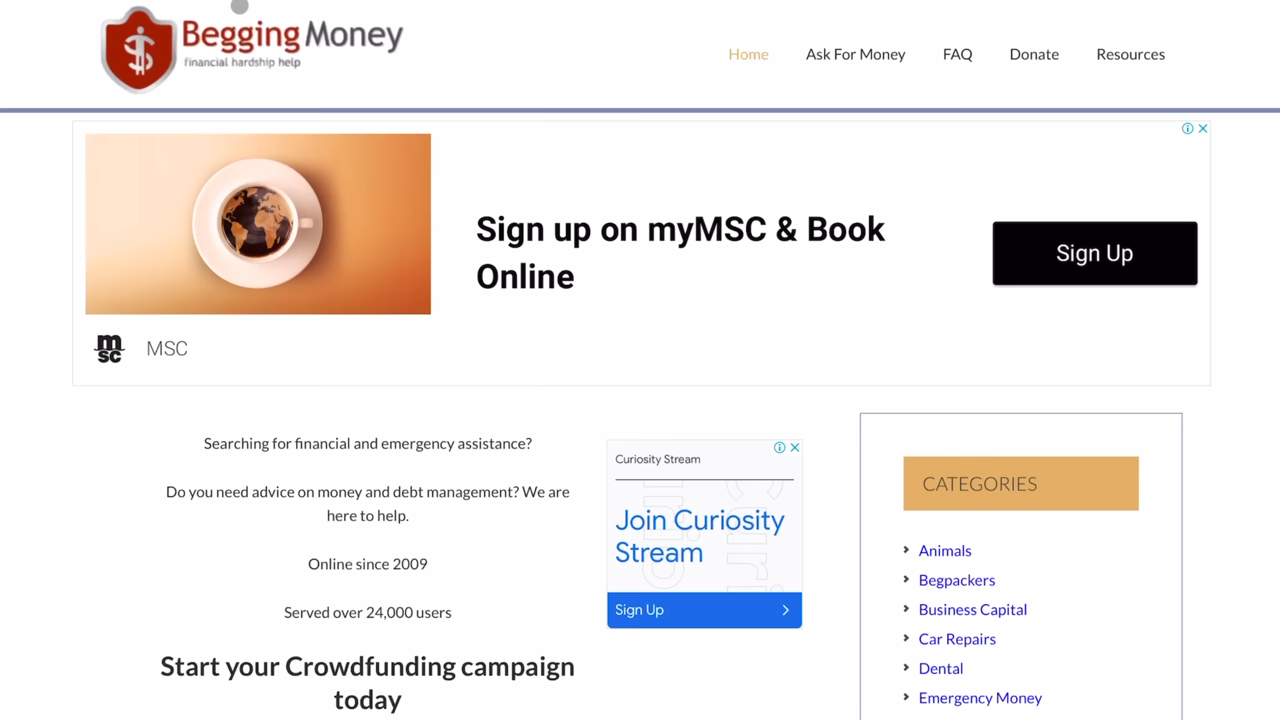 Begging Money
financial hardship help
Home Ask For Money FAQ Donate Resources
Sign up on myMSC & Book
Online
Sign Up
msc MSC
Searching for financial and emergency assistance?
Do you need advice on money and debt management? We are
here to help.
Online since 2009
Served over 24,000 users
Start your Crowdfunding campaign
today
Curiosity Stream
Join Curiosity
Stream
Sign Up
CATEGORIES
Animals
Begpackers
Business Capital
Car Repairs
Dental
Emergency Money